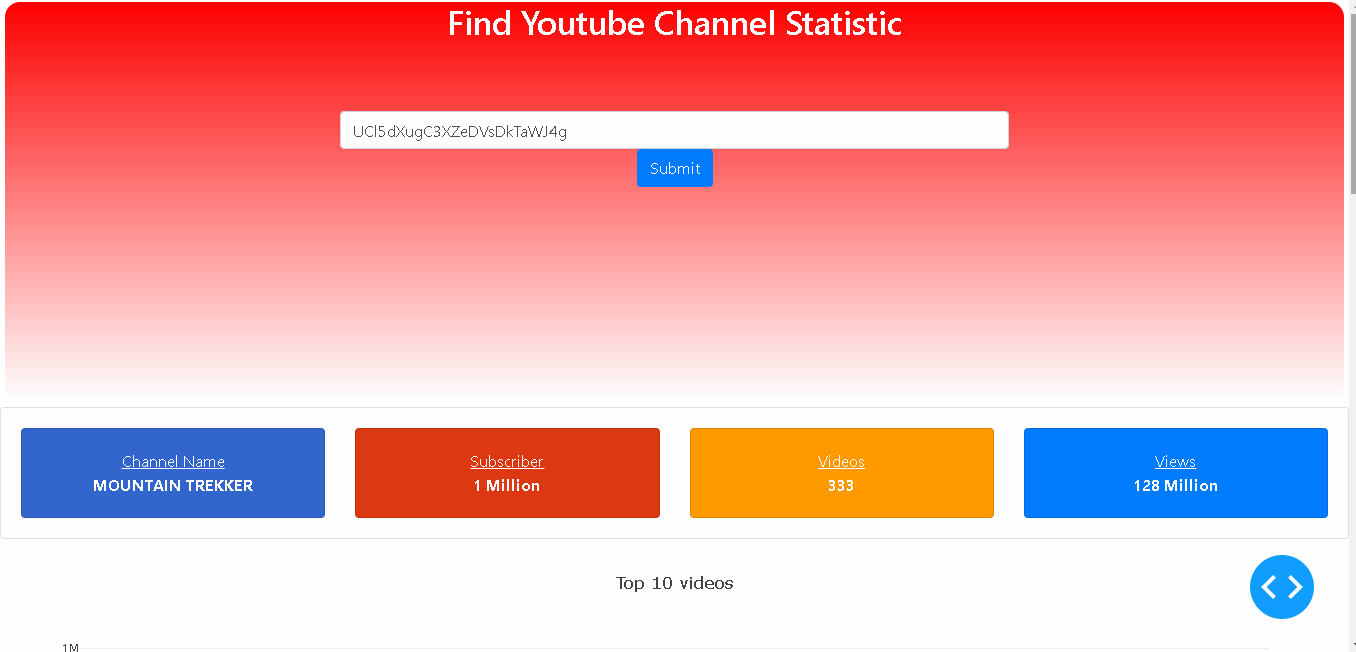 Find Youtube Channel Statistic
UCl5dXugC3XZeDVsDkTaWJ4g
Submit
Channel Name
MOUNTAIN TREKKER
Subscriber
1 Million
Videos
333
Views
128 Million
Top 10 videos
1M